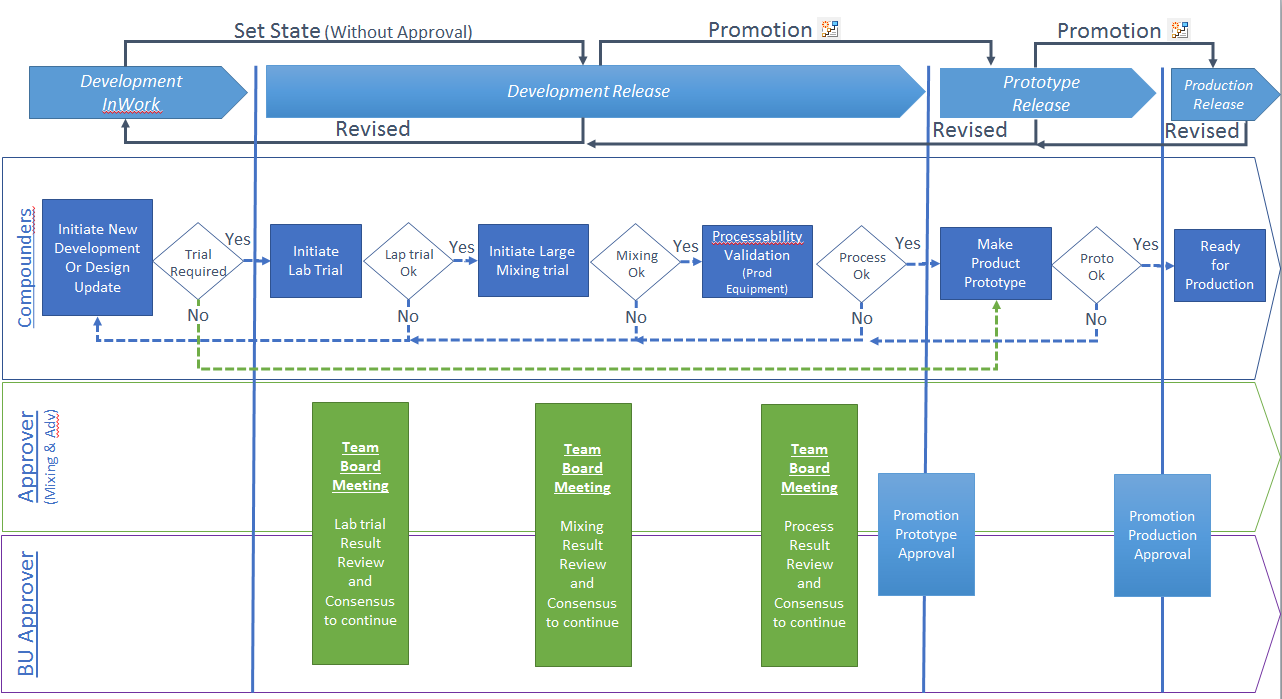 Set State (Without Approval)
Promotion
Promotion
Development
InWork
Development Release
Prototype
Release
Production
Release
Revised
Revised
Revised
Compounders
Initiate New
Development
Or Design
Update
Trial
Required
Yes
No
Initiate
Lab Trial
Lap trial
Ok
Yes
No
Initiate Large
Mixing trial
Mixing
Ok
Yes
No
Processability
Validation
(Prod
Equipment)
Process
Ok
Yes
No
Make
Product
Prototype
Proto
Ok
Yes
No
Ready
for
Production
Approver
(Mixing & Adv)
BU Approver
Team
Board
Meeting
Lab trial
Result
Review
and
Consensus
to continue
Team
Board
Meeting
Mixing
Result
Review
and
Consensus
to continue
Team
Board
Meeting
Process
Result
Review
and
Consensus
to continue
Promotion
Prototype
Approval
Promotion
Production
Approval